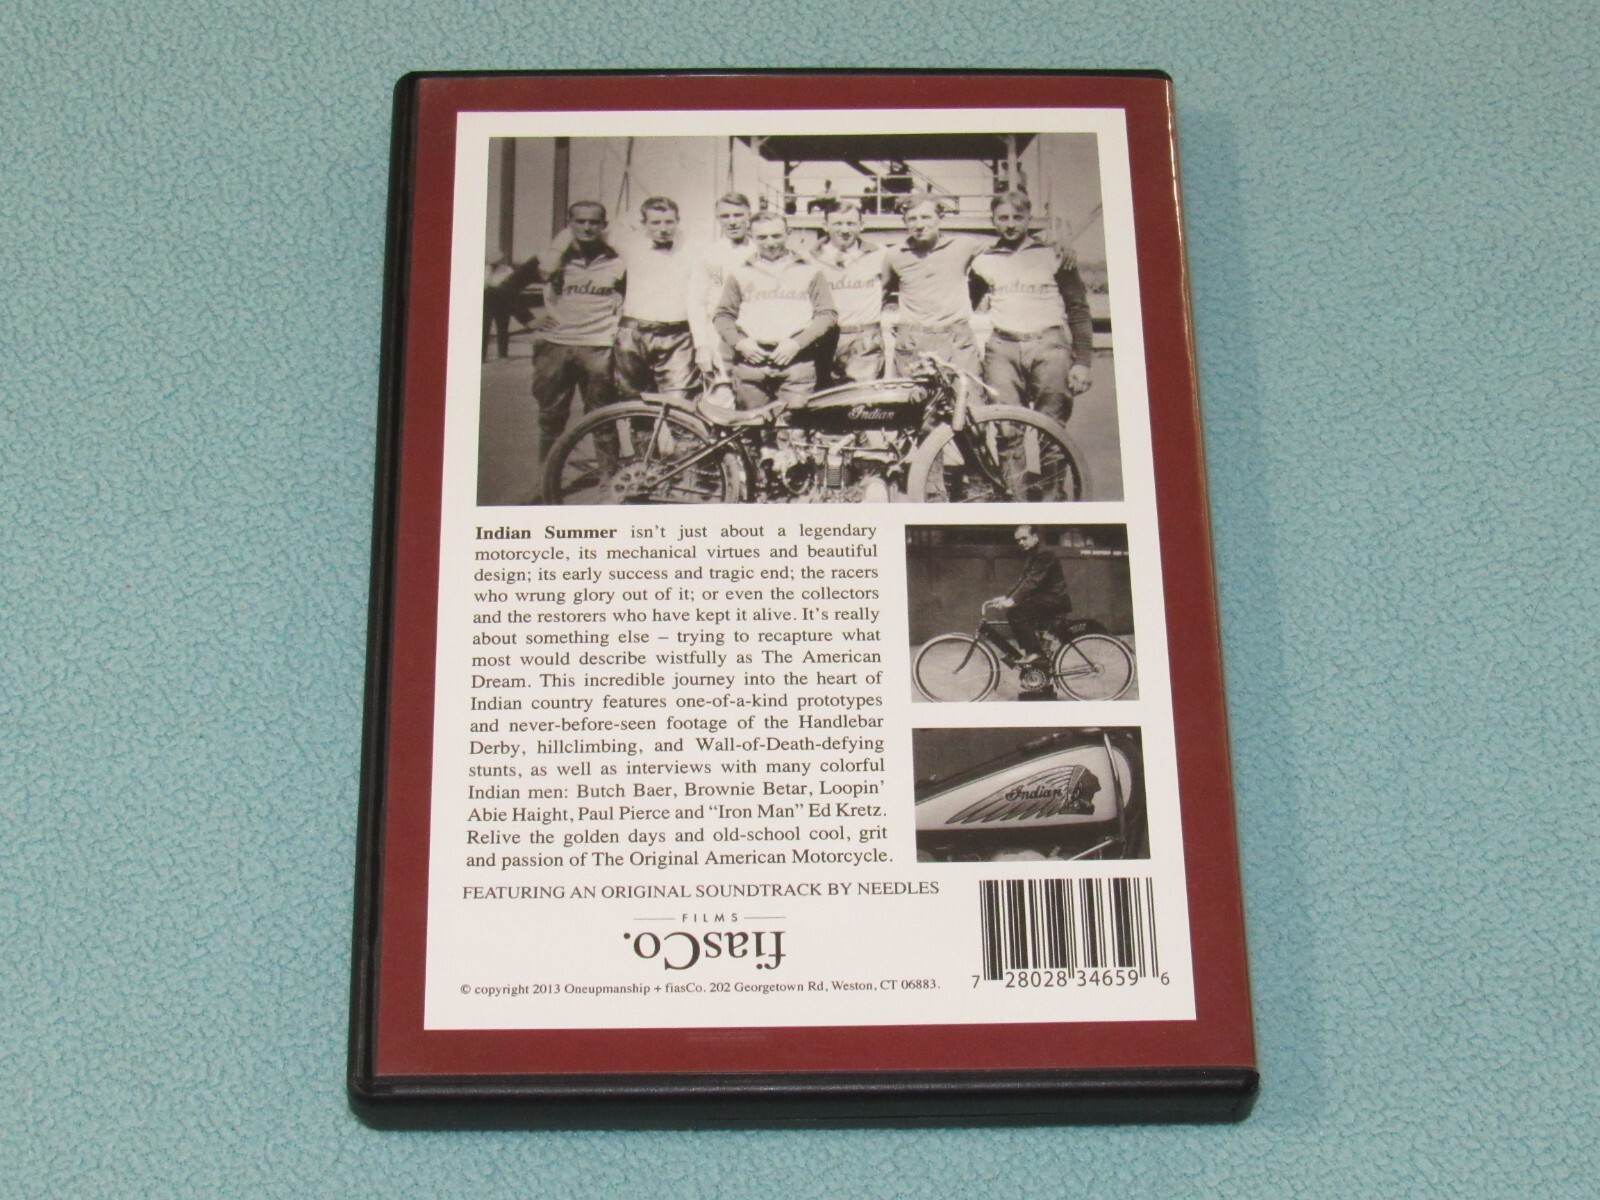 Indian
Indian
Indian
Indian
Indian
Indian Summer isn't just about a legendary
motorcycle, its mechanical virtues and beautiful
design; its early success and tragic end; the racers
who wrung glory out of it; or even the collectors
and the restorers who have kept it alive. It's really
about something else – trying to recapture what
most would describe wistfully as The American
Dream. This incredible journey into the heart of
Indian country features one-of-a-kind prototypes
and never-before-seen footage of the Handlebar
Derby, hillclimbing, and Wall-of-Death-defying
stunts, as well as interviews with many colorful
Indian men: Butch Baer, Brownie Betar, Loopin'
Abie Haight, Paul Pierce and “Iron Man” Ed Kretz.
Relive the golden days and old-school cool, grit
and passion of The Original American Motorcycle.
Indian
FEATURING AN ORIGINAL SOUNDTRACK BY NEEDLES
FILMS
fiasCo.
© copyright 2013 Oneupmanship + fiasCo. 202 Georgetown Rd, Weston, CT 06883.
7 28028 34659 6